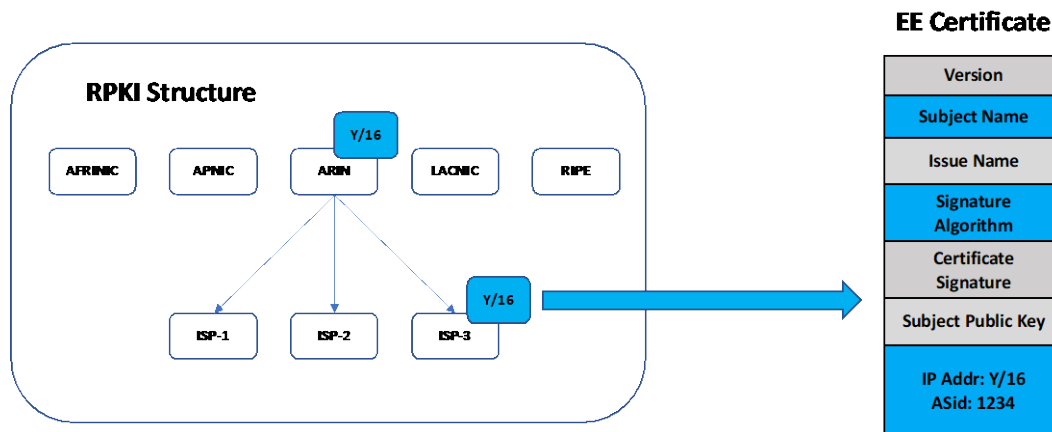 EE Certificate
RPKI Structure
Y/16
AFRINIC
APNIC
ARIN
LACNIC
RIPE
Y/16
ISP-1
ISP-2
ISP-3
Version
Subject Name
Issue Name
Signature
Algorithm
Certificate
Signature
Subject Public Key
IP Addr: Y/16
ASid: 1234